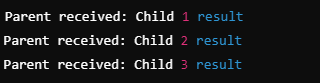 Parent received: Child 1 result
Parent received: Child 2 result
Parent received: Child 3 result